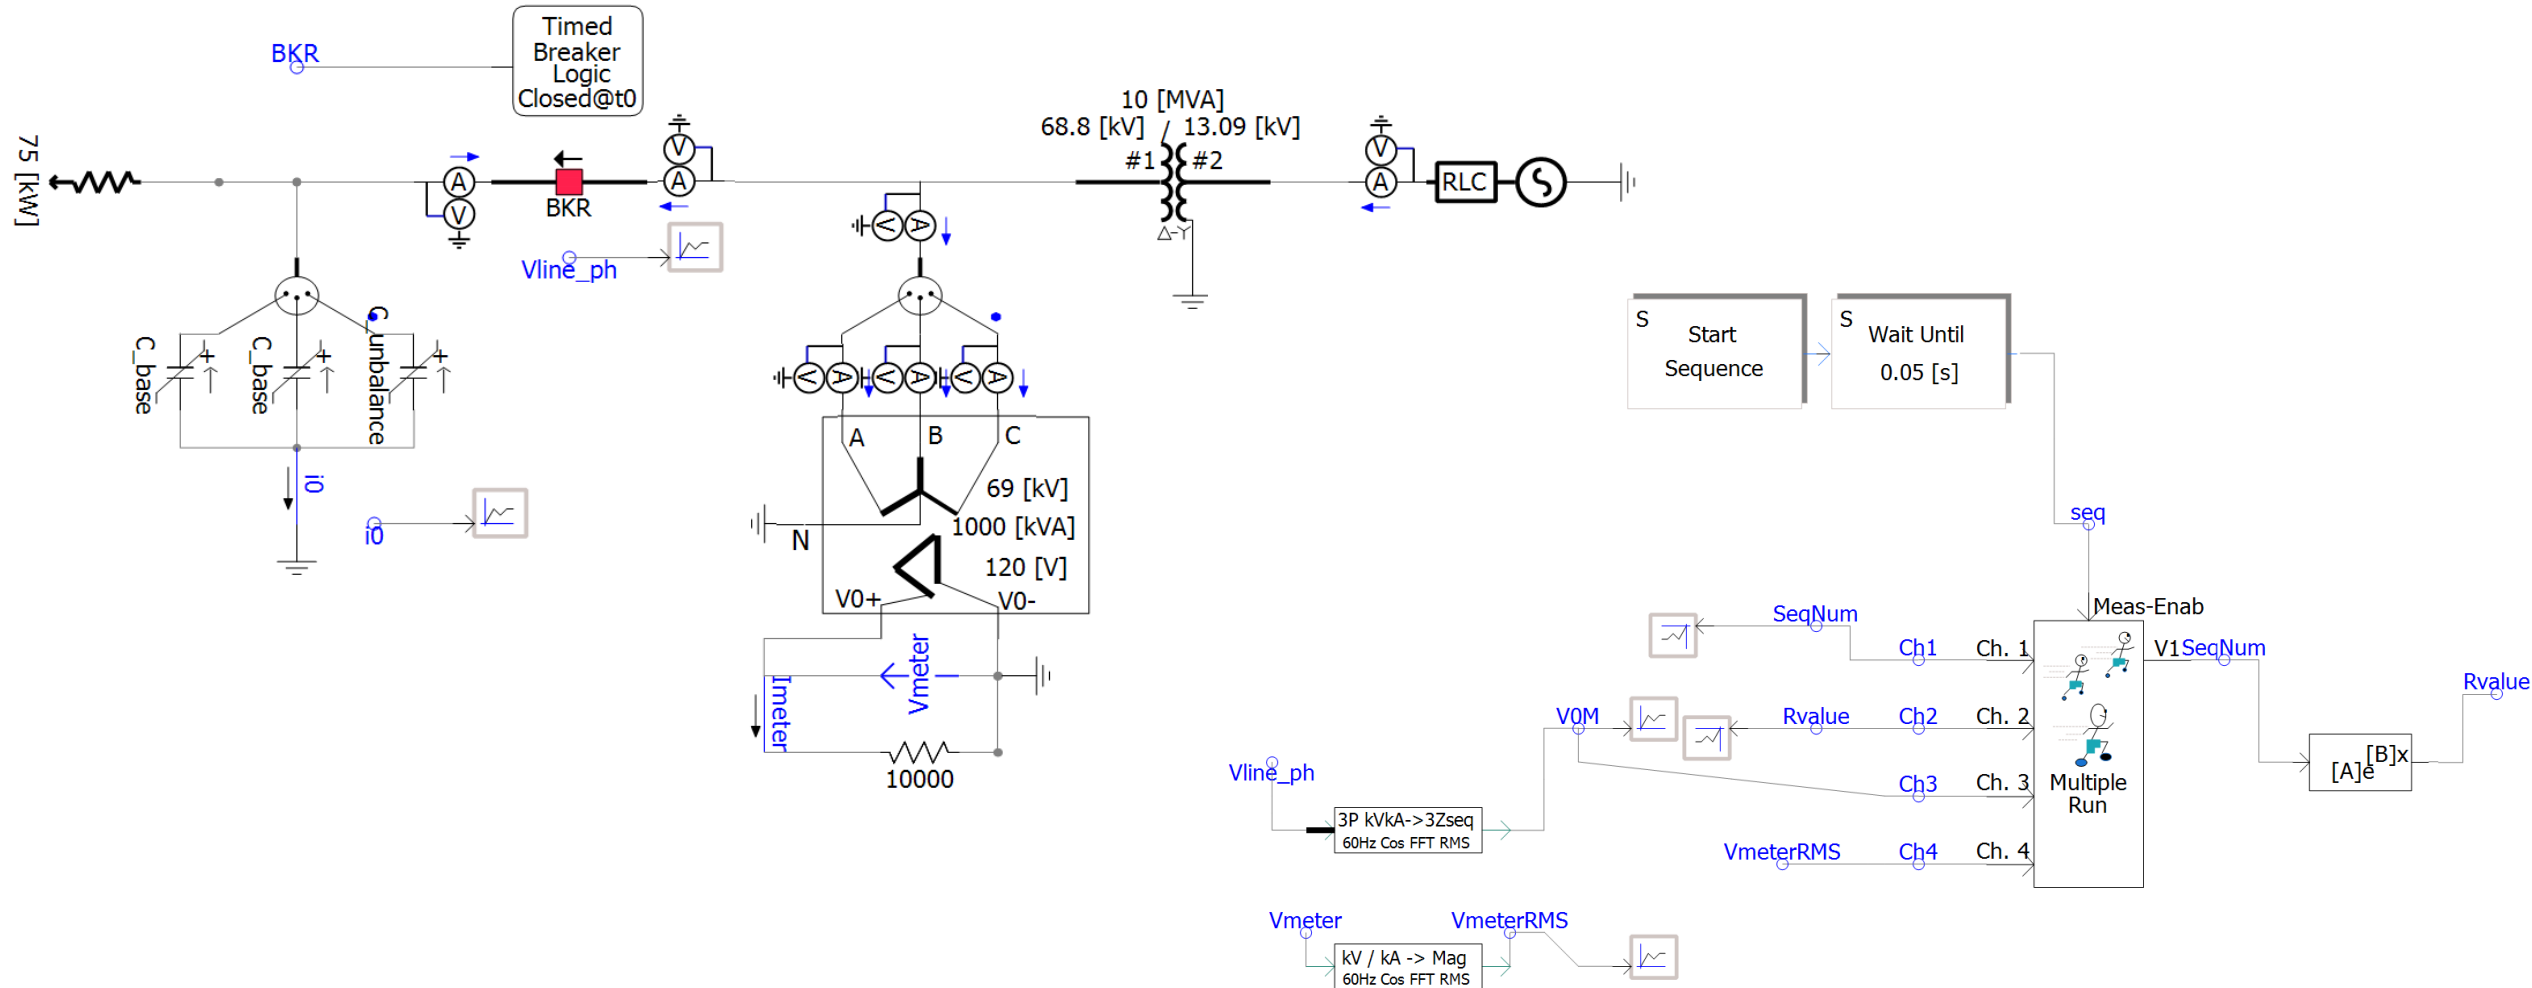 Timed
Breaker
Logic
Closed@t0
BKR
75 [kW]
A
V
BKR
V
A
10 [MVA]
68.8 [kV] / 13.09 [kV]
#1
#2
Δ-Y
V
A
RLC
Vline_ph
V
A
C_base
C_base
C_unbalance
+
+
+
i0
i0
V
A
V
A
V
A
A
B
C
69 [kV]
1000 [kVA]
N
120 [V]
V0+
V0-
Vmeter
Imeter
10000
S
Start
Sequence
S
Wait Until
0.05 [s]
seq
Meas-Enab
SeqNum
Ch1
Ch. 1
V1
SeqNum
Rvalue
V0M
Rvalue
Ch2
Ch. 2
[A]e
[B]x
Vline_ph
Ch3
Ch. 3
Multiple
Run
3P kVkA->3Zseq
60Hz Cos FFT RMS
VmeterRMS
Ch4
Ch. 4
Vmeter
VmeterRMS
kV / kA -> Mag
60Hz Cos FFT RMS